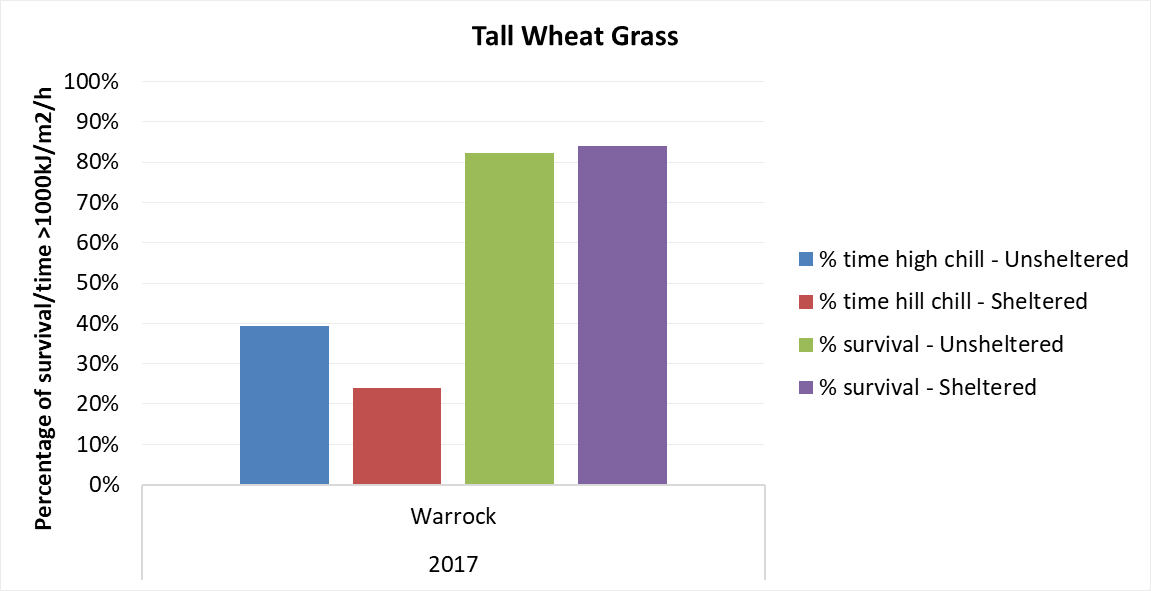 Tall Wheat Grass
Percentage of survival/time >1000kJ/m2/h
100%
90%
80%
70%
60%
50%
40%
30%
20%
10%
0%
Warrock
2017
% time high chill - Unsheltered
% time hill chill - Sheltered
% survival - Unsheltered
% survival - Sheltered